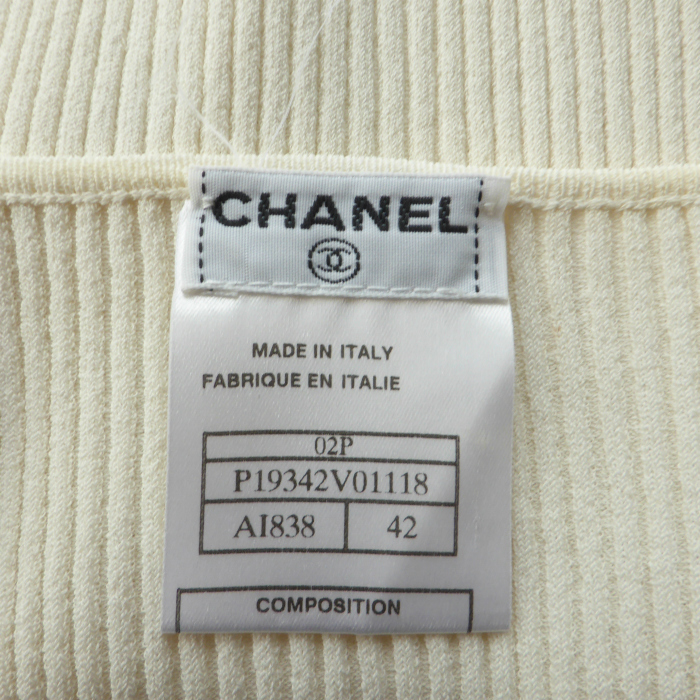 CHANEL
MADE IN ITALY
FABRIQUE EN ITALIE
02P
P19342V01118
AI838 42
COMPOSITION